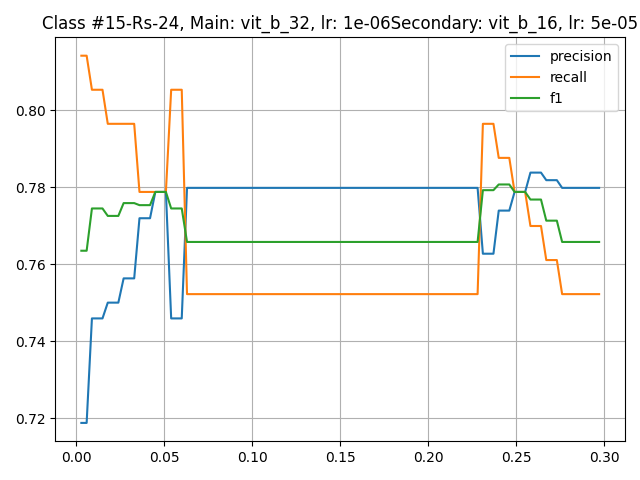 Class #15-Rs-24, Main: vit_b_32, lr: 1e-06Secondary: vit_b_16, lr: 5e-05
precision
recall
f1
0.80
0.78
0.76
0.74
0.72
0.00 0.05 0.10 0.15 0.20 0.25 0.30